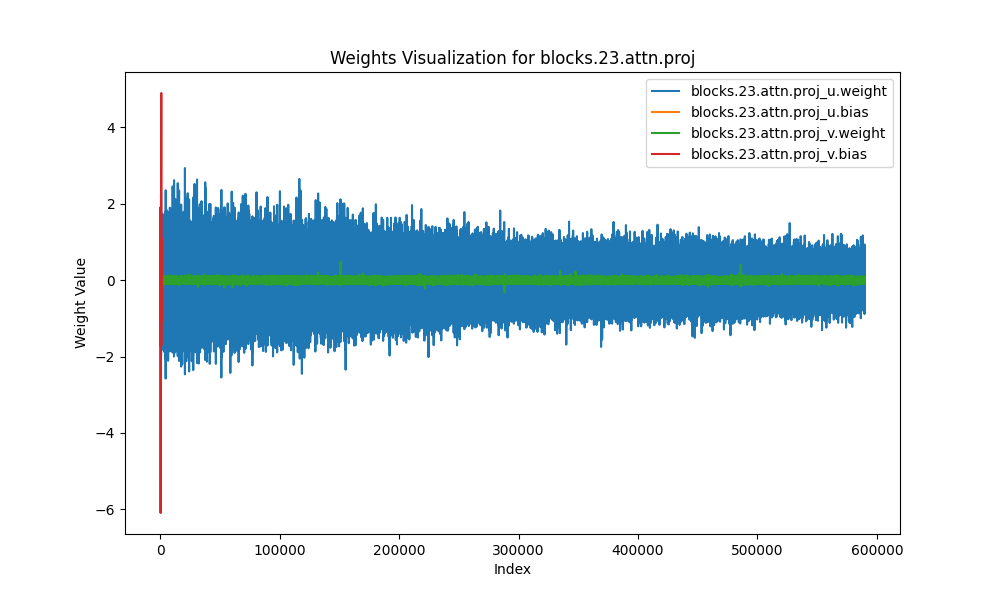 Weights Visualization for blocks.23.attn.proj
blocks.23.attn.proj_u.weight
blocks.23.attn.proj_u.bias
blocks.23.attn.proj_v.weight
blocks.23.attn.proj_v.bias
Weight Value
4
2
0
−2
−4
−6
0 100000 200000 300000 400000 500000 600000
Index